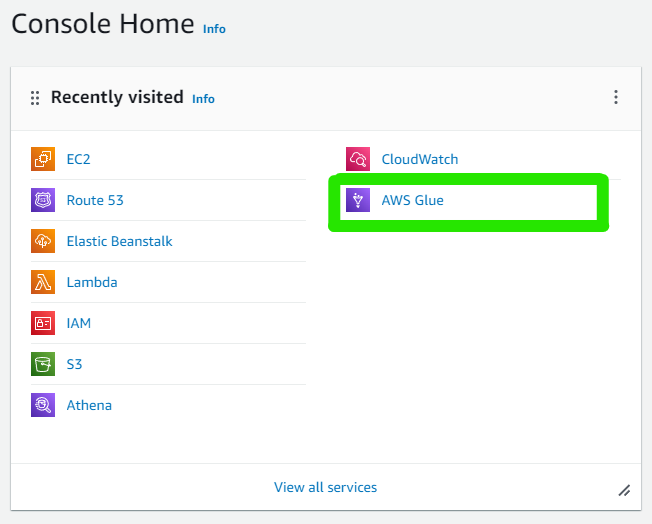 Console Home Info
Recently visited Info
EC2
Route 53
Elastic Beanstalk
Lambda
IAM
S3
Athena
CloudWatch
AWS Glue
View all services